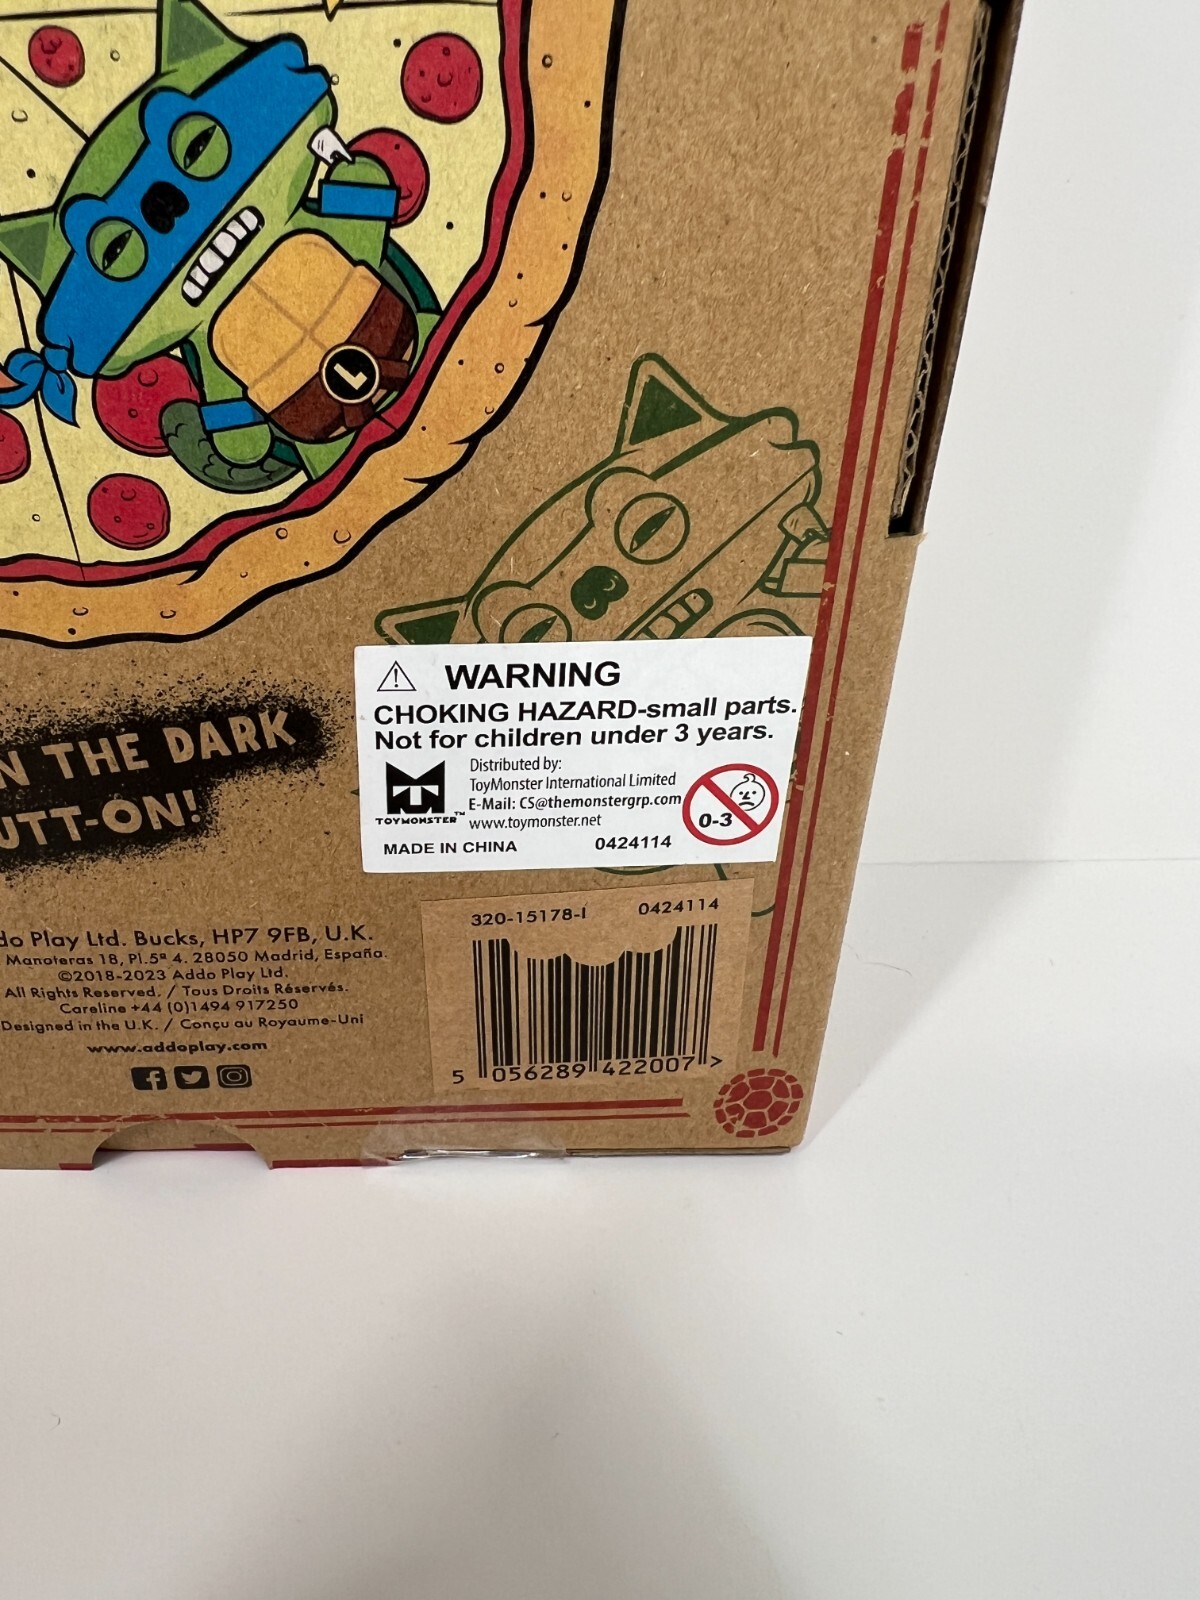 L
THE DARK
WARNING
CHOKING HAZARD-small parts.
Not for children under 3 years.
Distributed by:
ToyMonster International Limited
E-Mail: CS@themonstergrp.com
www.toymonster.net
TOYMONSTER™
0-3
MADE IN CHINA 0424114
Play Ltd. Bucks, HP7 9FB, U.K.
Manoteras 18, Pl.5ª 4. 28050 Madrid, España.
©2018-2023 Addo Play Ltd.
All Rights Reserved. / Tous Droits Réservés.
Careline +44 (0)1494 917250
Designed in the U.K. / Conçu au Royaume-Uni
www.addoplay.com
320-15178-I 0424114
5 056289 422007 >